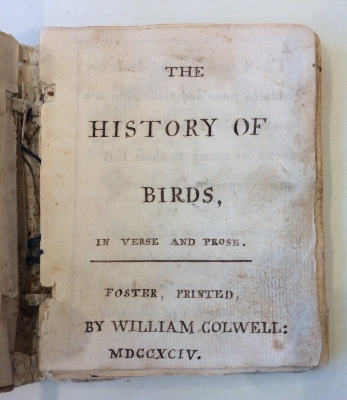 THE
HISTORY OF
BIRDS,
IN VERSE AND PROSE.
FOSTER, PRINTED,
BY WILLIAM COLWELL:
MDCCXCIV.